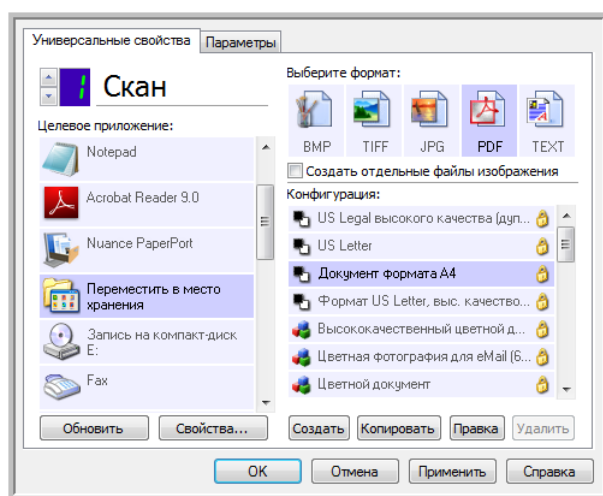 Универсальные свойства
Параметры
1
Скан
Целевое приложение:
Notepad
Acrobat Reader 9.0
Nuance PaperPort
Переместить в место
хранения
Запись на компакт-диск
E:
Fax
Обновить
Свойства...
Выберите формат:
BMP
TIFF
JPG
PDF
TEXT
Создать отдельные файлы изображения
Конфигурация:
US Legal высокого качества (дуп...
US Letter
Документ формата A4
Формат US Letter, выс. качество...
Высококачественный цветной д...
Цветная фотография для eMail (6...
Цветной документ
Создать
Копировать
Правка
Удалить
OK
Отмена
Применить
Справка